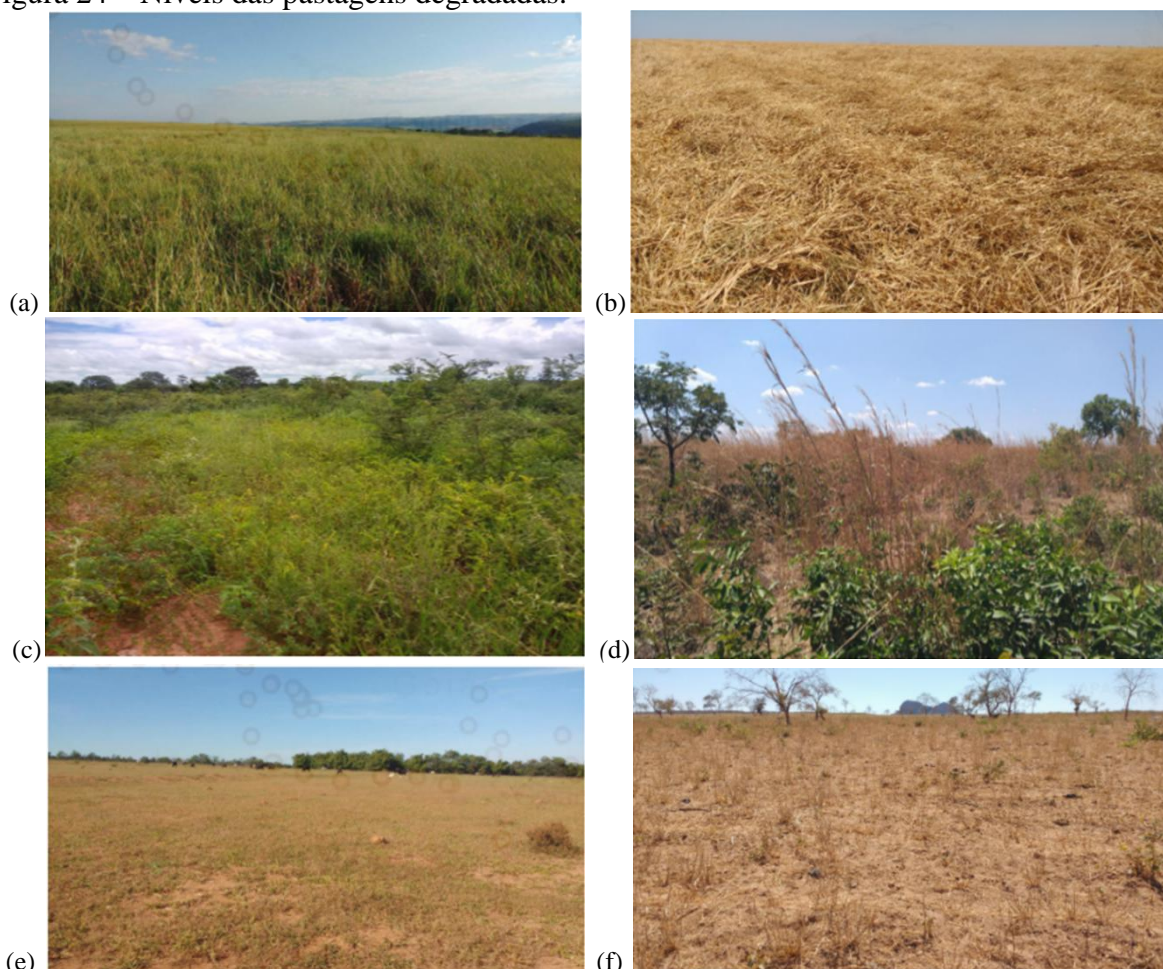 igura 24 – Níveis das pastagens degradadas.
(a) (b)
(c) (d)
(e) (f)